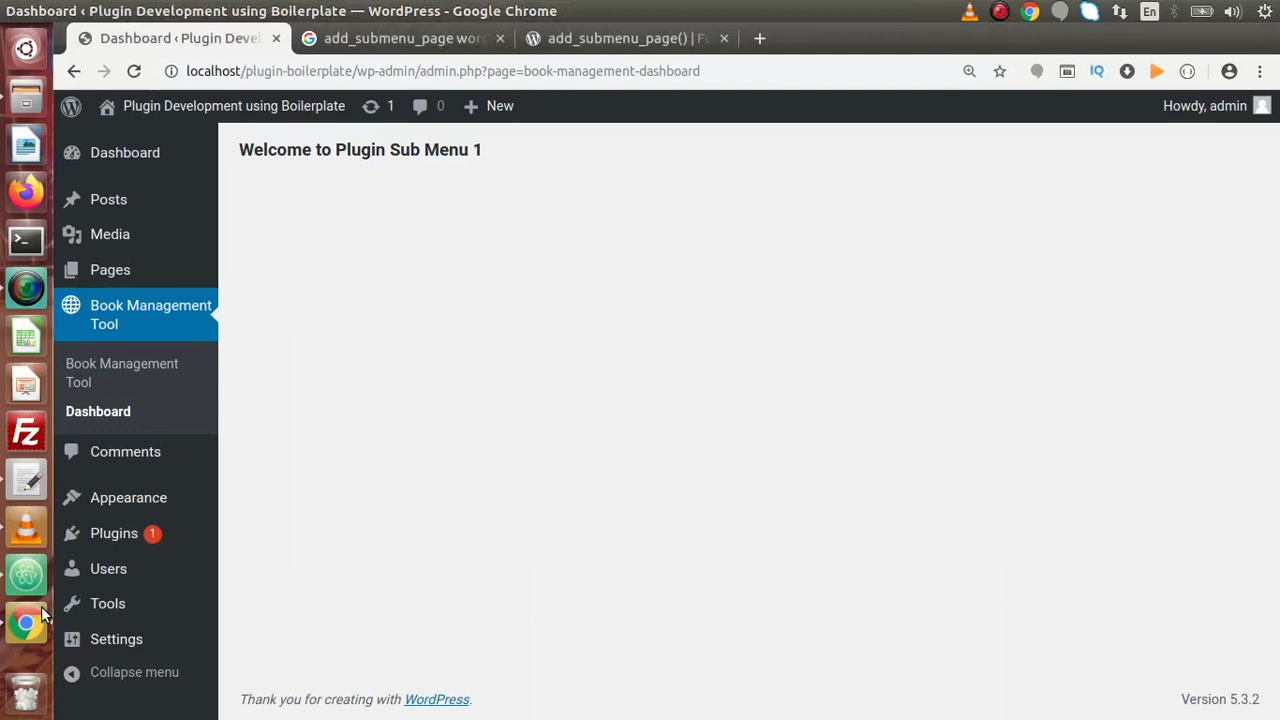 Dashboard ‹ Plugin Development using Boilerplate — WordPress - Google Chrome
En
Dashboard ‹ Plugin Devel
add_submenu_page wor
add_submenu_page() | Fu
localhost/plugin-boilerplate/wp-admin/admin.php?page=book-management-dashboard
IQ
Plugin Development using Boilerplate
1
0
New
Howdy, admin
Dashboard
Posts
Media
Pages
Book Management
Tool
Book Management
Tool
Dashboard
Comments
Appearance
Plugins 1
Users
Tools
Settings
Collapse menu
Welcome to Plugin Sub Menu 1
Thank you for creating with WordPress.
Version 5.3.2
Fz